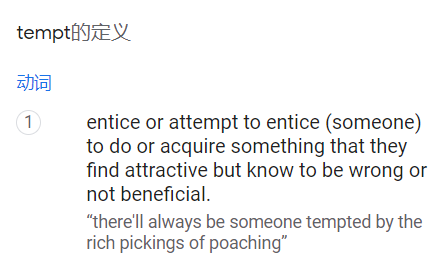 tempt的定义
动词
1
entice or attempt to entice (someone)
to do or acquire something that they
find attractive but know to be wrong or
not beneficial.
“there'll always be someone tempted by the
rich pickings of poaching”